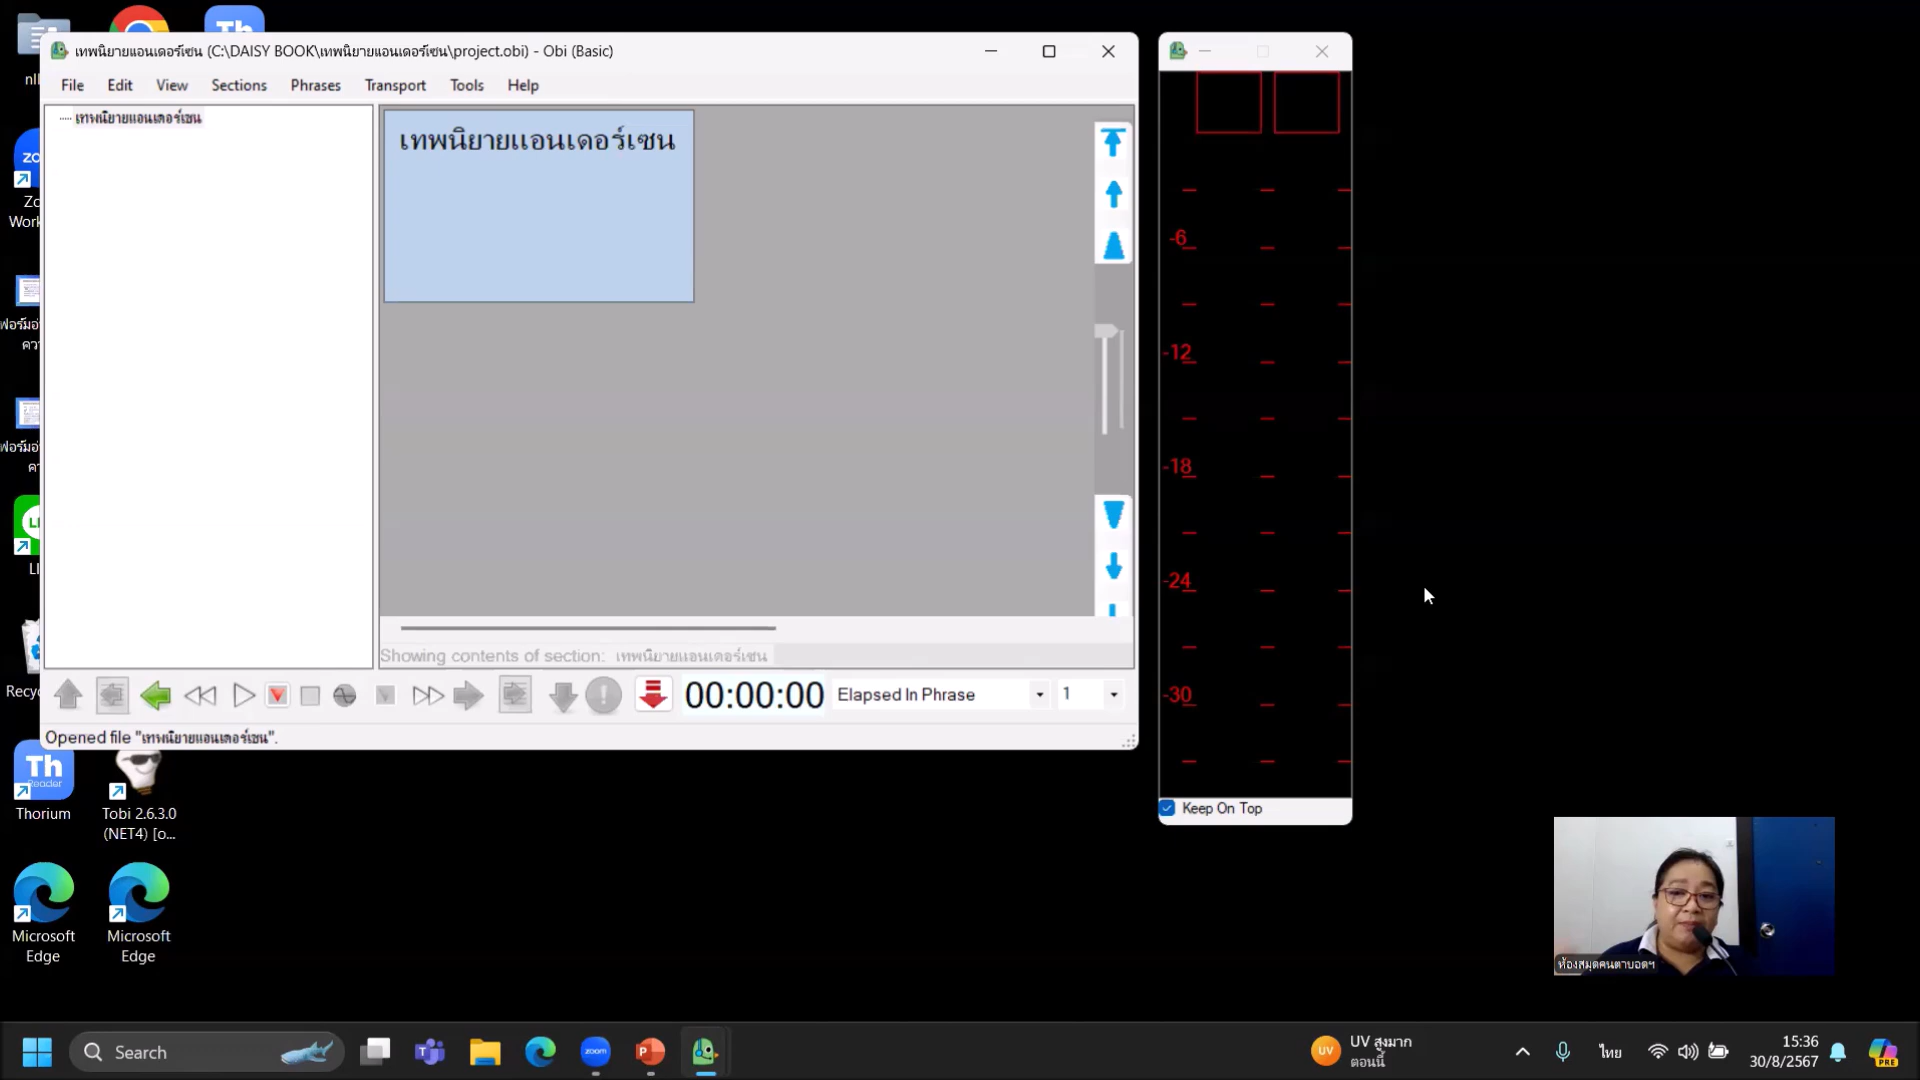 เทพนิยายแอนเดอร์เซน (C:\DAISY BOOK\เทพนิยายแอนเดอร์เซน\project.obi) - Obi (Basic)
File Edit View Sections Phrases Transport Tools Help
เทพนิยายแอนเดอร์เซน
เทพนิยายแอนเดอร์เซน
Showing contents of section: เทพนิยายแอนเดอร์เซน
00:00:00 Elapsed In Phrase 1
Opened file "เทพนิยายแอนเดอร์เซน".
-6
-12
-18
-24
-30
Keep On Top
Th
Th
Reader
Thorium
Tobi 2.6.3.0
(NET4) [o...
Microsoft
Edge
Microsoft
Edge
ห้องสมุดคนตาบอดฯ
Search
zoom
UV
UV สูงมาก
ตอนนี้
ไทย
15:36
30/8/2567
PRE